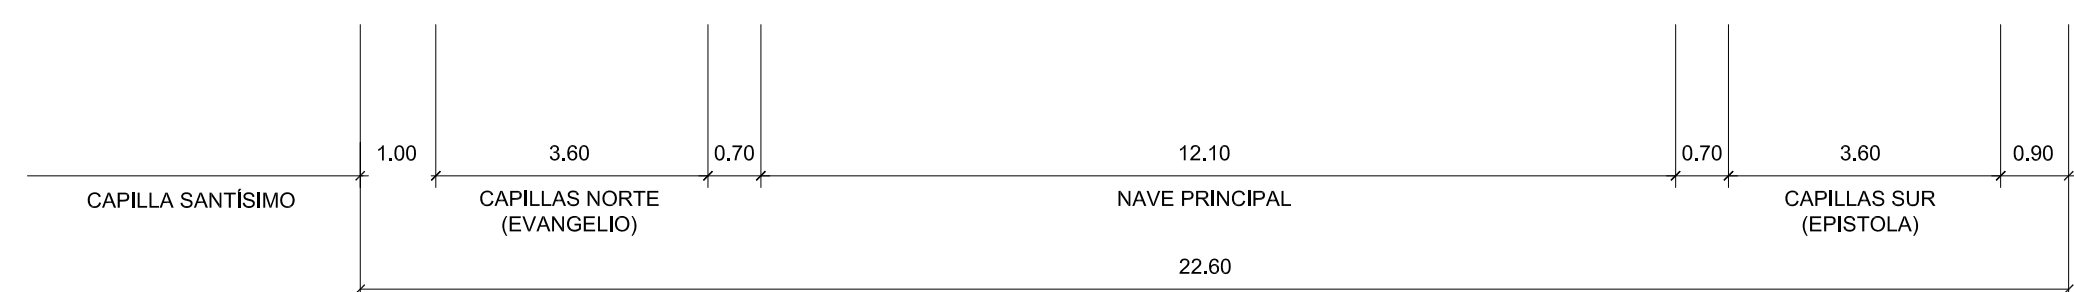 1.00 3.60 0.70 12.10 0.70 3.60 0.90
CAPILLA SANTÍSIMO CAPILLAS NORTE NAVE PRINCIPAL CAPILLAS SUR
(EVANGELIO) (EPISTOLA)
22.60